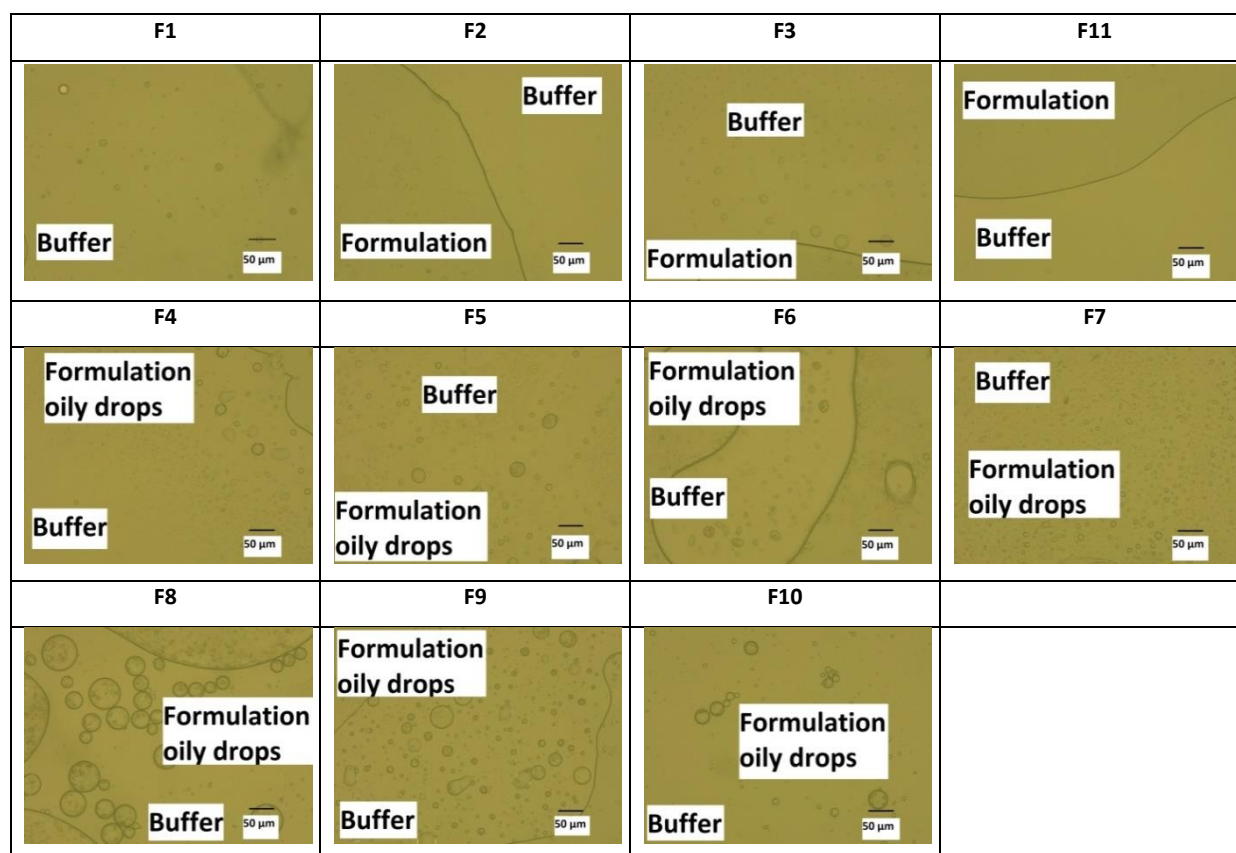 F1
F2
F3
F11
Buffer
50 µm
Buffer
Formulation
50 µm
Buffer
Formulation
50 µm
Formulation
Buffer
50 µm
F4
F5
F6
F7
Formulation
oily drops
Buffer
50 µm
Buffer
Formulation
oily drops
50 µm
Formulation
oily drops
Buffer
50 µm
Buffer
Formulation
oily drops
50 µm
F8
F9
F10
Formulation
oily drops
Buffer
50 µm
Formulation
oily drops
Buffer
50 µm
Formulation
oily drops
Buffer
50 µm